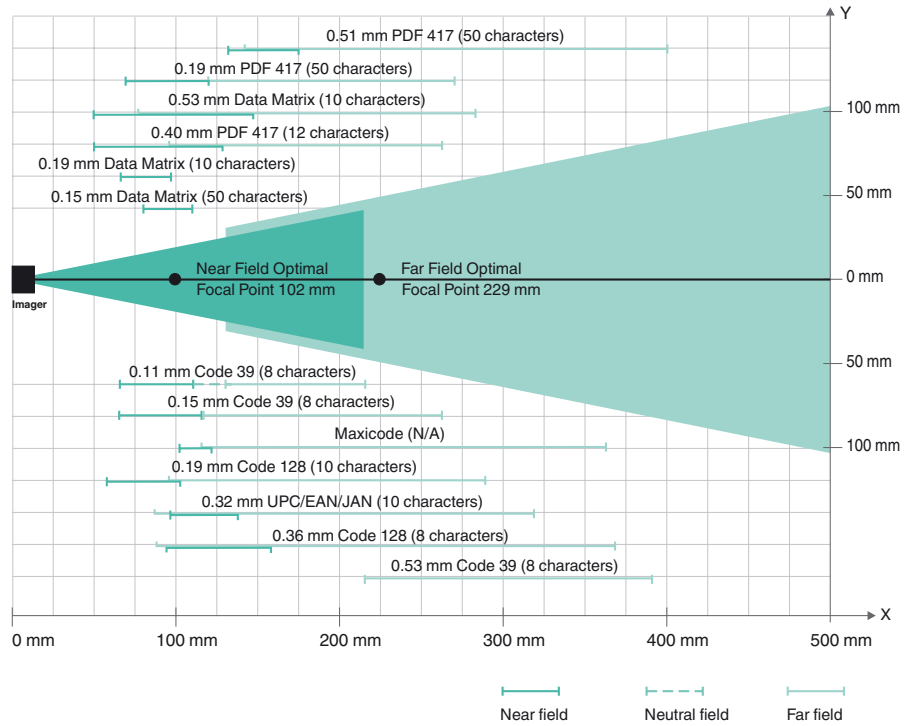 Y
0.51 mm PDF 417 (50 characters)
0.19 mm PDF 417 (50 characters)
0.53 mm Data Matrix (10 characters)
100 mm
0.40 mm PDF 417 (12 characters)
0.19 mm Data Matrix (10 characters)
0.15 mm Data Matrix (50 characters)
50 mm
Near Field Optimal
Focal Point 102 mm
Far Field Optimal
Focal Point 229 mm
0 mm
Imager
50 mm
0.11 mm Code 39 (8 characters)
0.15 mm Code 39 (8 characters)
Maxicode (N/A)
100 mm
0.19 mm Code 128 (10 characters)
0.32 mm UPC/EAN/JAN (10 characters)
0.36 mm Code 128 (8 characters)
0.53 mm Code 39 (8 characters)
X
0 mm
100 mm
200 mm
300 mm
400 mm
500 mm
Near field
Neutral field
Far field